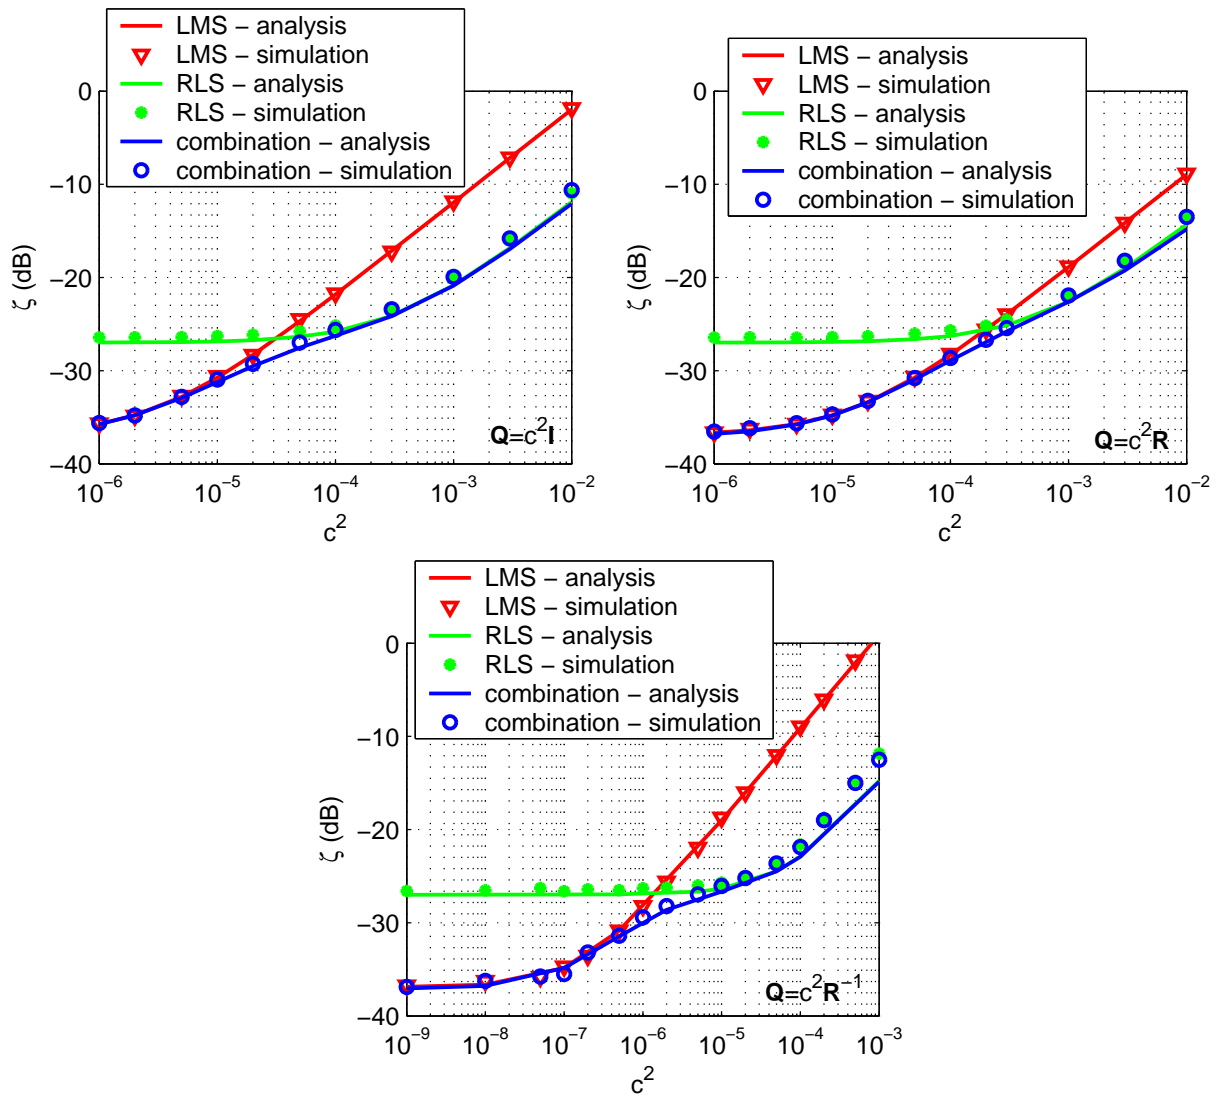 LMS – analysis
LMS – simulation
RLS – analysis
RLS – simulation
combination – analysis
combination – simulation
0
−10
−20
−30
−40
ζ (dB)
10⁻⁶
10⁻⁵
10⁻⁴
10⁻³
10⁻²
c²
Q=c²I
LMS – analysis
LMS – simulation
RLS – analysis
RLS – simulation
combination – analysis
combination – simulation
0
−10
−20
−30
−40
ζ (dB)
10⁻⁶
10⁻⁵
10⁻⁴
10⁻³
10⁻²
c²
Q=c²R
LMS – analysis
LMS – simulation
RLS – analysis
RLS – simulation
combination – analysis
combination – simulation
0
−10
−20
−30
−40
ζ (dB)
10⁻⁹
10⁻⁸
10⁻⁷
10⁻⁶
10⁻⁵
10⁻⁴
10⁻³
c²
Q=c²R⁻¹